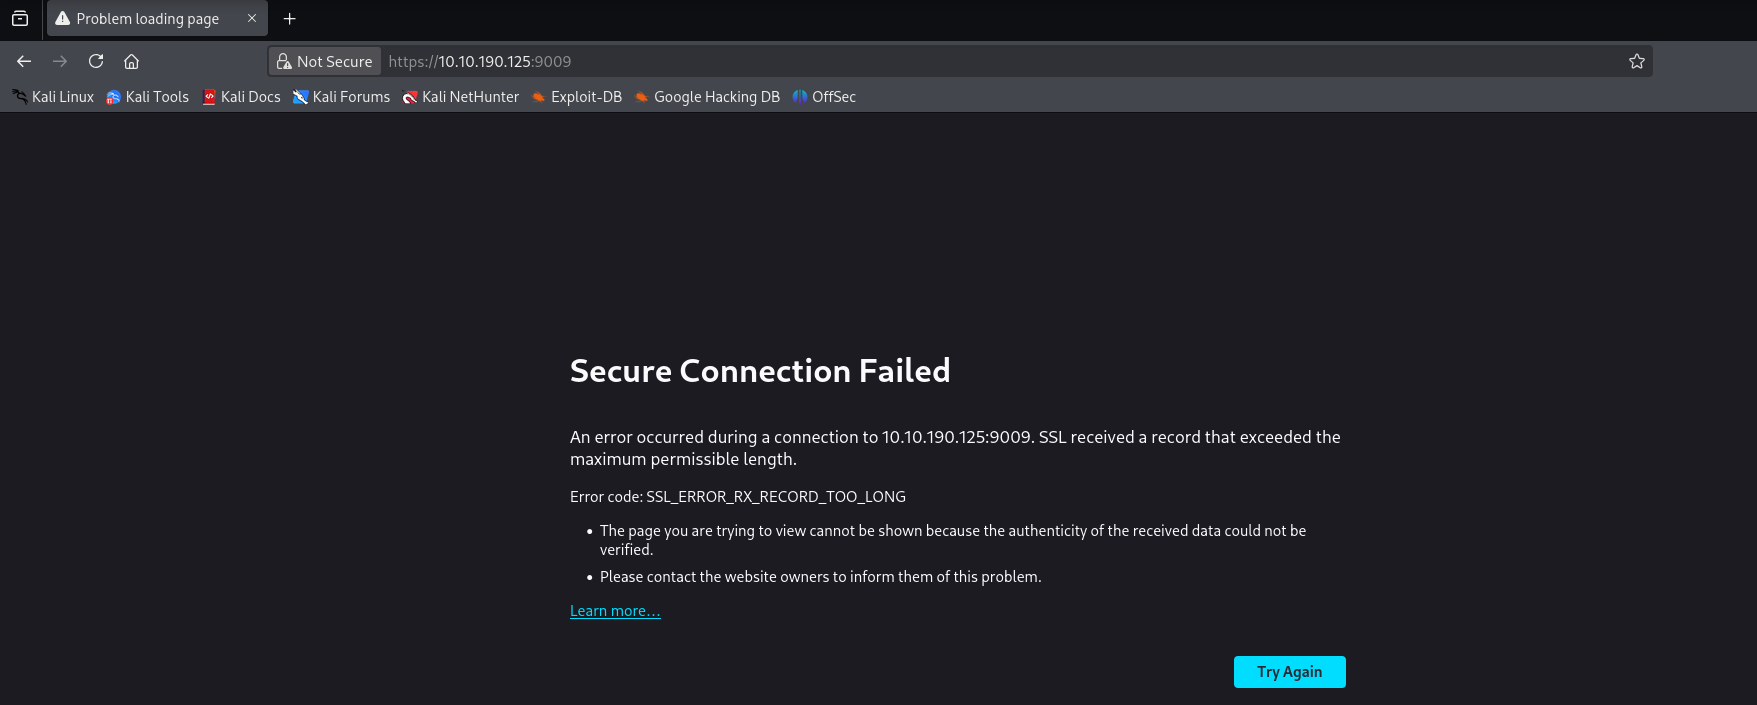 Problem loading page
Not Secure https://10.10.190.125:9009
Kali Linux Kali Tools Kali Docs Kali Forums Kali NetHunter Exploit-DB Google Hacking DB OffSec
Secure Connection Failed
An error occurred during a connection to 10.10.190.125:9009. SSL received a record that exceeded the
maximum permissible length.
Error code: SSL_ERROR_RX_RECORD_TOO_LONG
• The page you are trying to view cannot be shown because the authenticity of the received data could not be
verified.
• Please contact the website owners to inform them of this problem.
Learn more…
Try Again